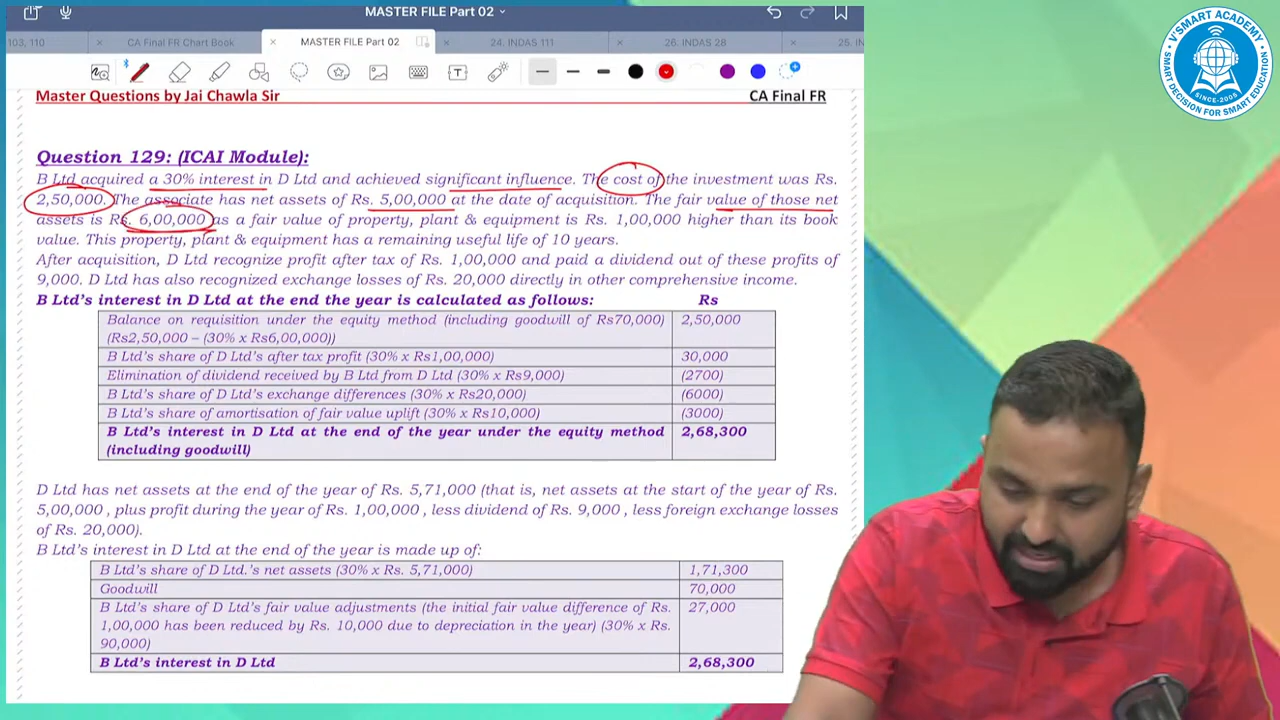 MASTER FILE Part 02
103, 110
CA Final FR Chart Book
MASTER FILE Part 02
24. INDAS 111
26. INDAS 28
25. IN
Master Questions by Jai Chawla Sir CA Final FR
Question 129: (ICAI Module):
B Ltd acquired a 30% interest in D Ltd and achieved significant influence. The cost of the investment was Rs.
2,50,000. The associate has net assets of Rs. 5,00,000 at the date of acquisition. The fair value of those net
assets is Rs. 6,00,000 as a fair value of property, plant & equipment is Rs. 1,00,000 higher than its book
value. This property, plant & equipment has a remaining useful life of 10 years.
After acquisition, D Ltd recognize profit after tax of Rs. 1,00,000 and paid a dividend out of these profits of
9,000. D Ltd has also recognized exchange losses of Rs. 20,000 directly in other comprehensive income.
B Ltd's interest in D Ltd at the end the year is calculated as follows: Rs
Balance on requisition under the equity method (including goodwill of Rs70,000) 2,50,000
(Rs2,50,000 – (30% x Rs6,00,000))
B Ltd's share of D Ltd's after tax profit (30% x Rs1,00,000) 30,000
Elimination of dividend received by B Ltd from D Ltd (30% x Rs9,000) (2700)
B Ltd's share of D Ltd's exchange differences (30% x Rs20,000) (6000)
B Ltd's share of amortisation of fair value uplift (30% x Rs10,000) (3000)
B Ltd's interest in D Ltd at the end of the year under the equity method 2,68,300
(including goodwill)
D Ltd has net assets at the end of the year of Rs. 5,71,000 (that is, net assets at the start of the year of Rs.
5,00,000 , plus profit during the year of Rs. 1,00,000 , less dividend of Rs. 9,000 , less foreign exchange losses
of Rs. 20,000).
B Ltd's interest in D Ltd at the end of the year is made up of:
B Ltd's share of D Ltd.'s net assets (30% x Rs. 5,71,000) 1,71,300
Goodwill 70,000
B Ltd's share of D Ltd's fair value adjustments (the initial fair value difference of Rs. 27,000
1,00,000 has been reduced by Rs. 10,000 due to depreciation in the year) (30% x Rs.
90,000)
B Ltd's interest in D Ltd 2,68,300
V'SMART ACADEMY
SINCE-2005
SMART DECISION FOR SMART EDUCATION